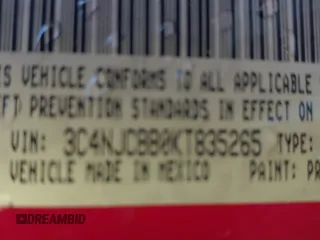 S VEHICLE CONFORMS TO ALL APPLICABLE
FT) PREVENTION STANDARDS IN EFFECT ON
VIN: 3C4NJCBB0KT835265 TYPE:
VEHICLE MADE IN MEXICO PAINT: PR
DREAMBID